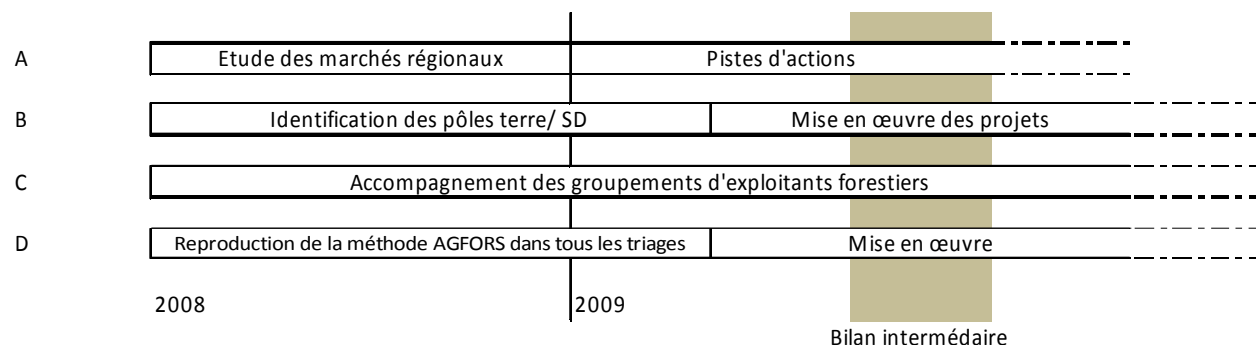 A Etude des marchés régionaux Pistes d'actions
B Identification des pôles terre/ SD Mise en œuvre des projets
C Accompagnement des groupements d'exploitants forestiers
D Reproduction de la méthode AGFORS dans tous les triages Mise en œuvre
2008 2009
Bilan intermédaire